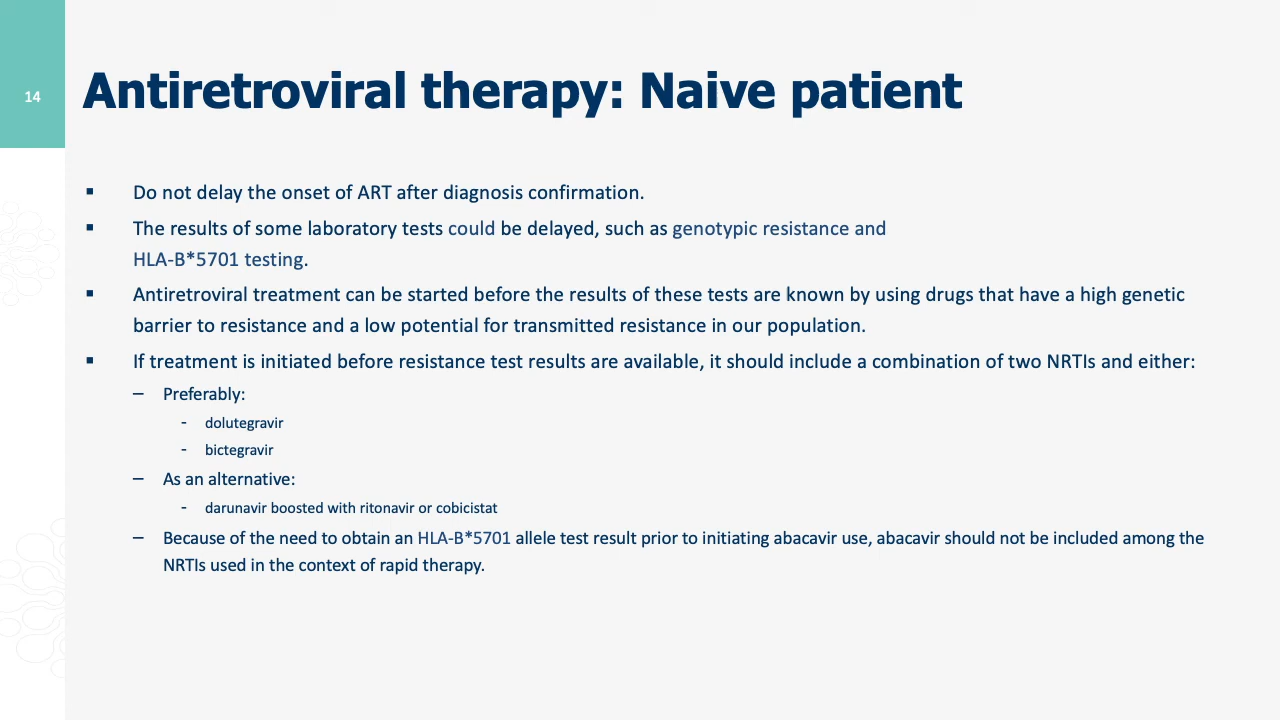 14
Antiretroviral therapy: Naive patient
▪ Do not delay the onset of ART after diagnosis confirmation.
▪ The results of some laboratory tests could be delayed, such as genotypic resistance and
HLA-B*5701 testing.
▪ Antiretroviral treatment can be started before the results of these tests are known by using drugs that have a high genetic
barrier to resistance and a low potential for transmitted resistance in our population.
▪ If treatment is initiated before resistance test results are available, it should include a combination of two NRTIs and either:
– Preferably:
- dolutegravir
- bictegravir
– As an alternative:
- darunavir boosted with ritonavir or cobicistat
– Because of the need to obtain an HLA-B*5701 allele test result prior to initiating abacavir use, abacavir should not be included among the
NRTIs used in the context of rapid therapy.